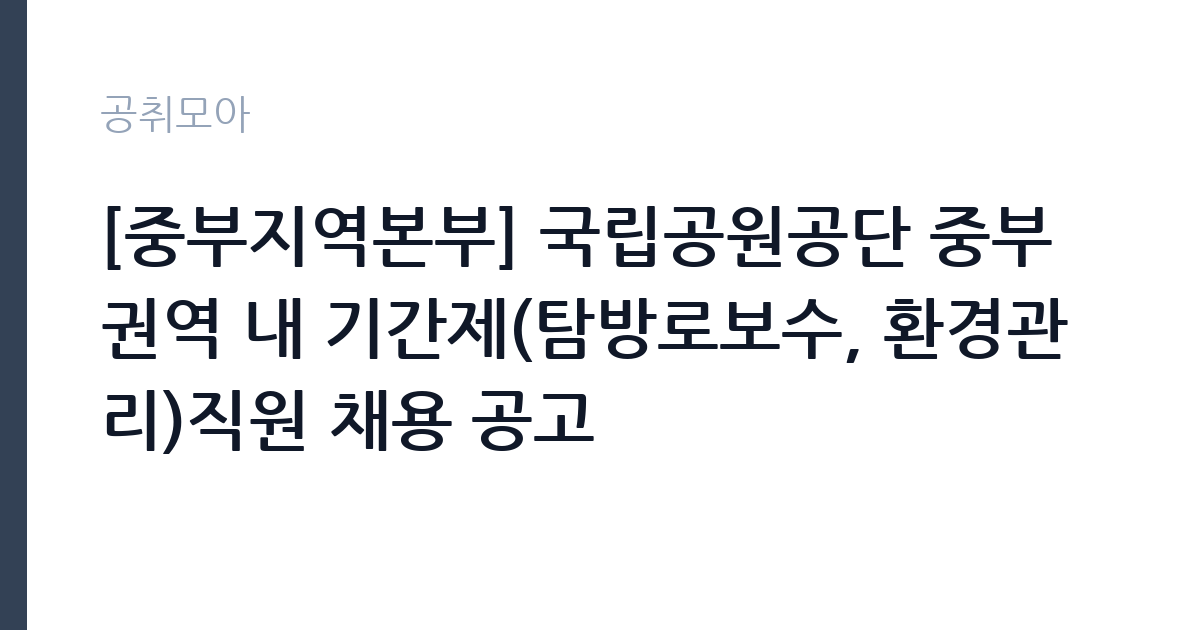 공취모아
[중부지역본부] 국립공원공단 중부
권역 내 기간제(탐방로보수, 환경관
리)직원 채용 공고